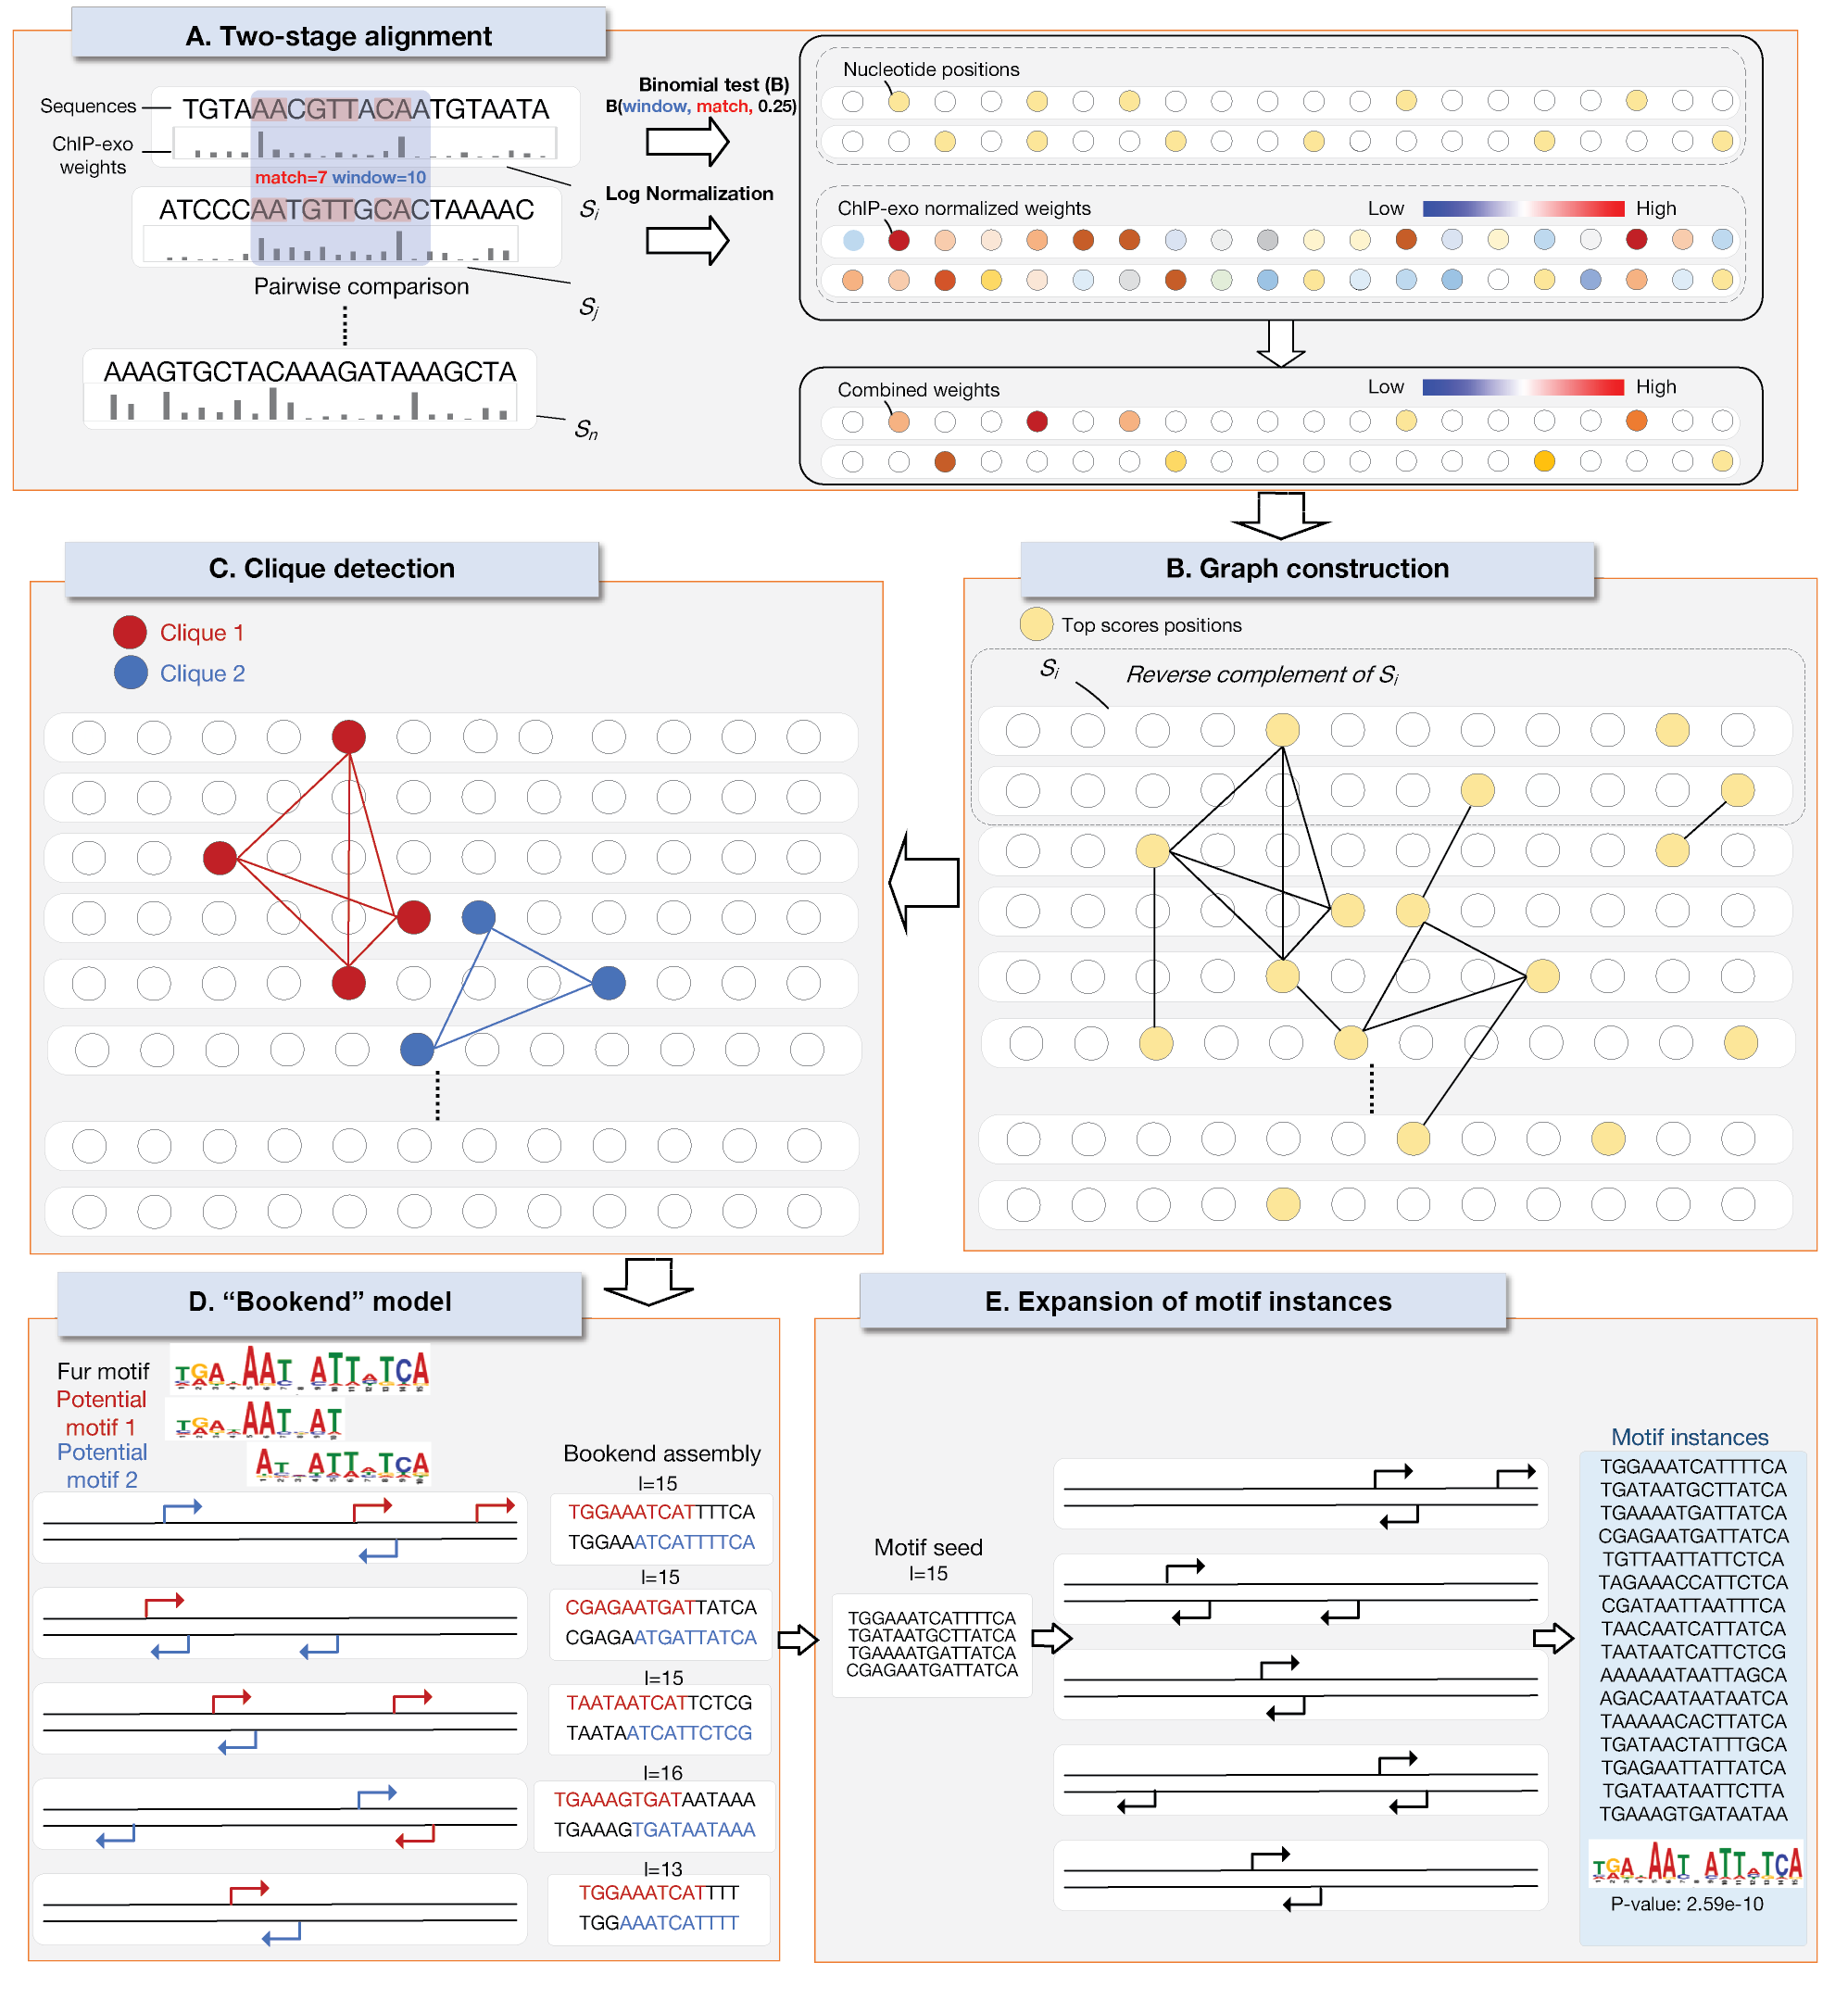 A. Two-stage alignment
Sequences
TGTAAACGTTACAATGTAATA
ChIP-exo
weights
match=7 window=10
Si
ATCCCAATGTTGCACTAAAAC
Pairwise comparison
Sj
AAAGTGCTACAAAGATAAAGCTA
Sn
Binomial test (B)
B(window, match, 0.25)
Log Normalization
Nucleotide positions
ChIP-exo normalized weights
Low
High
Combined weights
Low
High
C. Clique detection
Clique 1
Clique 2
B. Graph construction
Top scores positions
Si
Reverse complement of Si
D. “Bookend” model
Fur motif
Potential
motif 1
Potential
motif 2
Bookend assembly
l=15
TGGAAATCATTTTCA
TGGAAATCATTTTCA
l=15
CGAGAATGATTATCA
CGAGAATGATTATCA
l=15
TAATAATCATTCTCG
TAATAATCATTCTCG
l=16
TGAAAGTGATAATAAA
TGAAAGTGATAATAAA
l=13
TGGAAATCATTTT
TGGAAATCATTTT
E. Expansion of motif instances
Motif seed
l=15
TGGAAATCATTTTCA
TGATAATGCTTATCA
TGAAAATGATTATCA
CGAGAATGATTATCA
Motif instances
TGGAAATCATTTTCA
TGATAATGCTTATCA
TGAAAATGATTATCA
CGAGAATGATTATCA
TGTTAATTATTCTCA
TAGAAACCATTCTCA
CGATAATTAATTTCA
TAACAATCATTATCA
TAATAATCATTCTCG
AAAAAATAATTAGCA
AGACAATAATAATCA
TAAAAACACTTATCA
TGATAACTATTTGCA
TGAGAATTATTATCA
TGATAATAATTCTTA
TGAAAGTGATAATAA
P-value: 2.59e-10